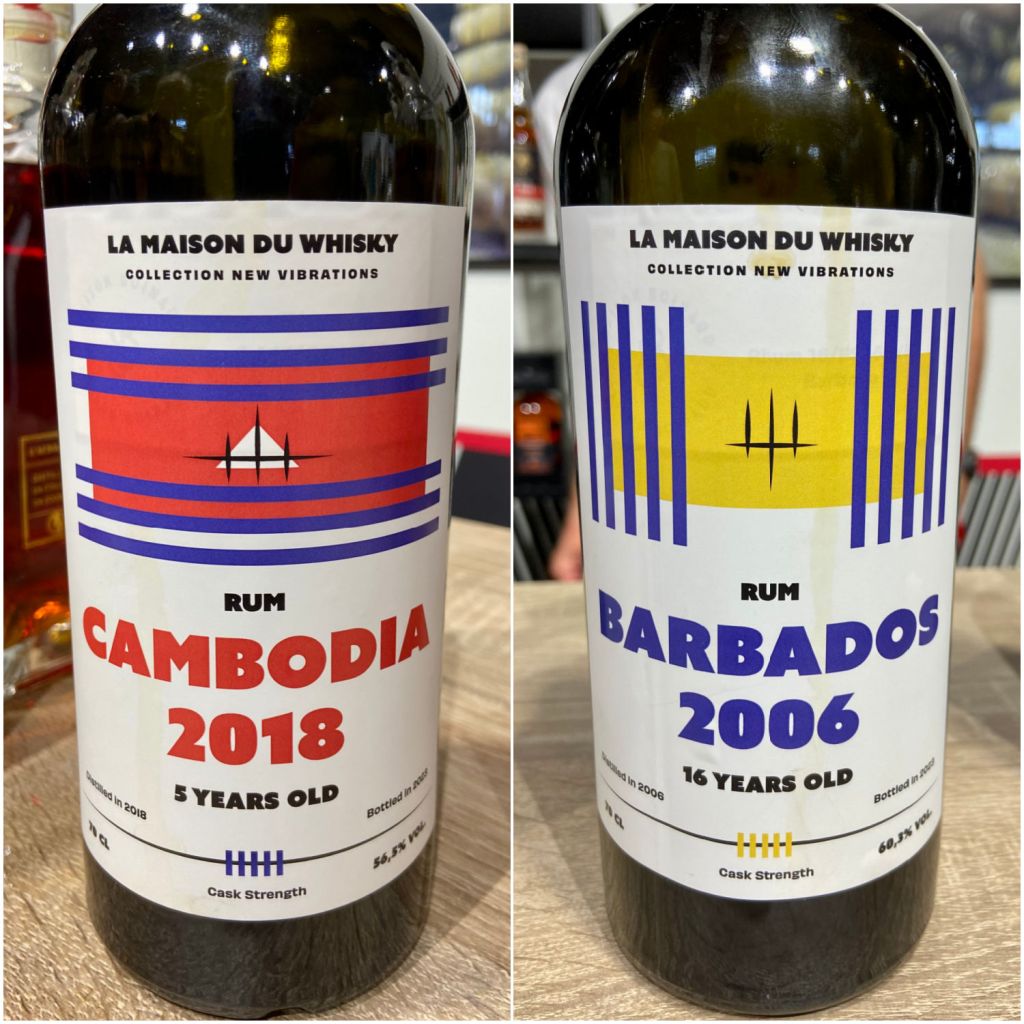 LA MAISON DU WHISKY
COLLECTION NEW VIBRATIONS
RUM
CAMBODIA
2018
5 YEARS OLD
Distilled in 2018
Bottled in 2023
70 CL
56,5% VOL.
Cask Strength
LA MAISON DU WHISKY
COLLECTION NEW VIBRATIONS
RUM
BARBADOS
2006
16 YEARS OLD
Distilled in 2006
Bottled in 2023
70 CL
60,3% VOL.
Cask Strength